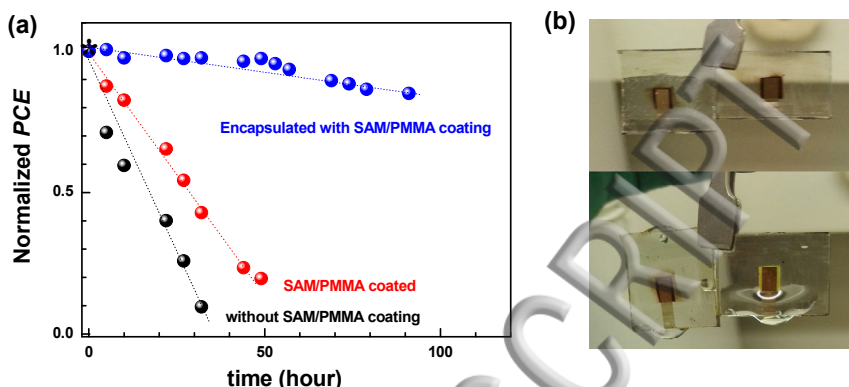 (a)
(b)
1.0
0.5
0.0
Normalized PCE
Encapsulated with SAM/PMMA coating
SAM/PMMA coated
without SAM/PMMA coating
0
50
100
time (hour)
SCRIPT